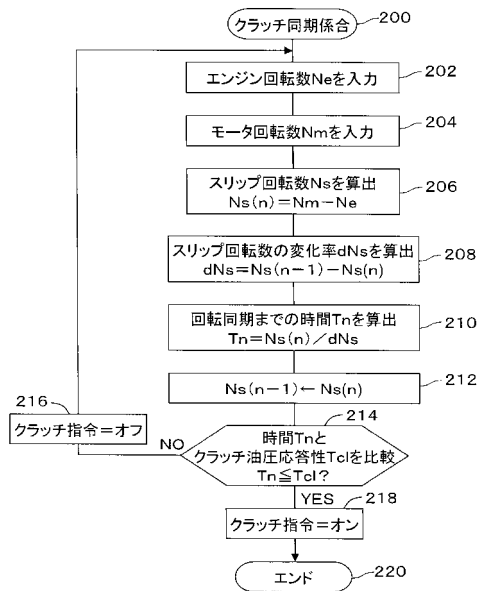 クラッチ同期係合
200
エンジン回転数Neを入力
202
モータ回転数Nmを入力
204
スリップ回転数Nsを算出
Ns(n)=Nm-Ne
206
スリップ回転数の変化率dNsを算出
dNs=Ns(n-1)-Ns(n)
208
回転同期までの時間Tnを算出
Tn=Ns(n)/dNs
210
Ns(n-1)←Ns(n)
212
214
時間Tnと
クラッチ油圧応答性Tclを比較
Tn≦Tcl?
NO
216
クラッチ指令=オフ
YES
218
クラッチ指令=オン
エンド
220